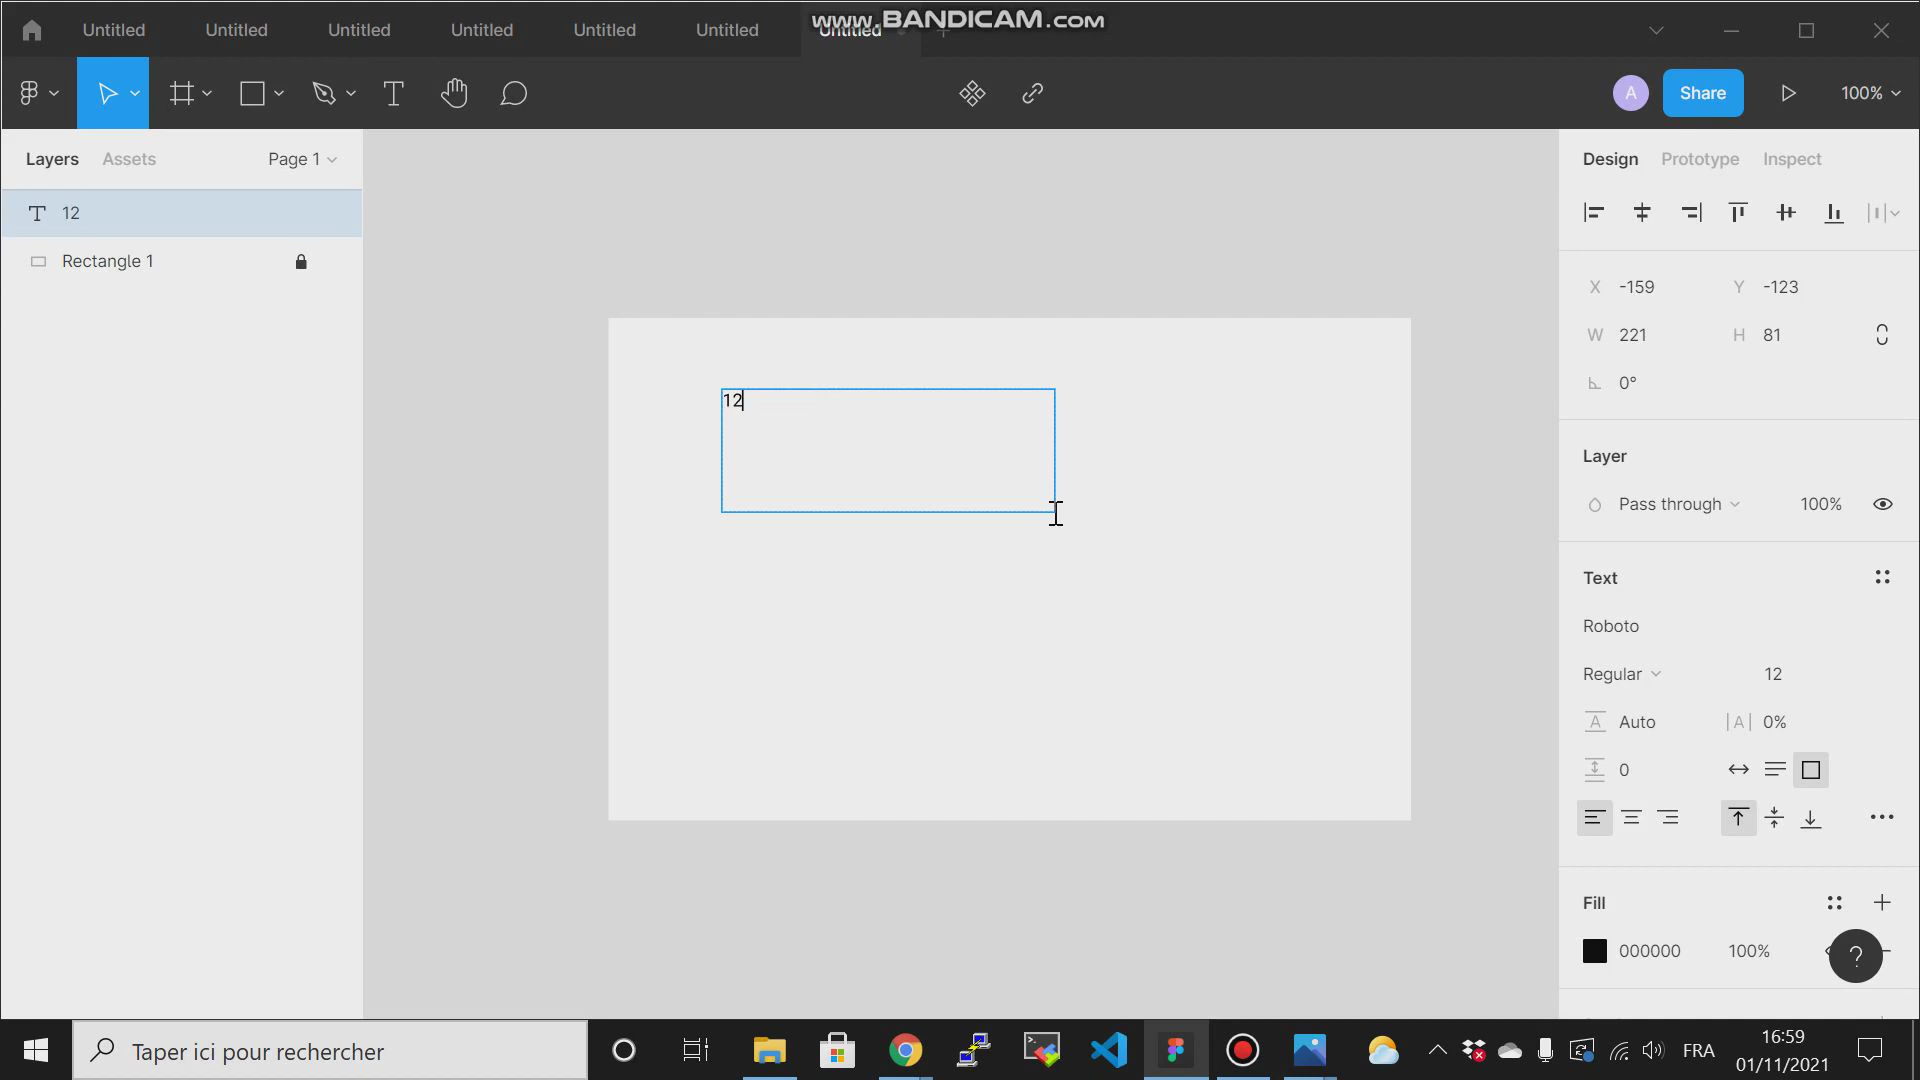 Untitled Untitled Untitled Untitled Untitled Untitled Untitled
www.BANDICAM.com
A Share 100%
Layers Assets Page 1
Design Prototype Inspect
12
Rectangle 1
12
X -159 Y -123
W 221 H 81
0°
Layer
Pass through 100%
Text
Roboto
Regular 12
A Auto |A| 0%
0
Fill
000000 100%
?
Taper ici pour rechercher
FRA
16:59
01/11/2021